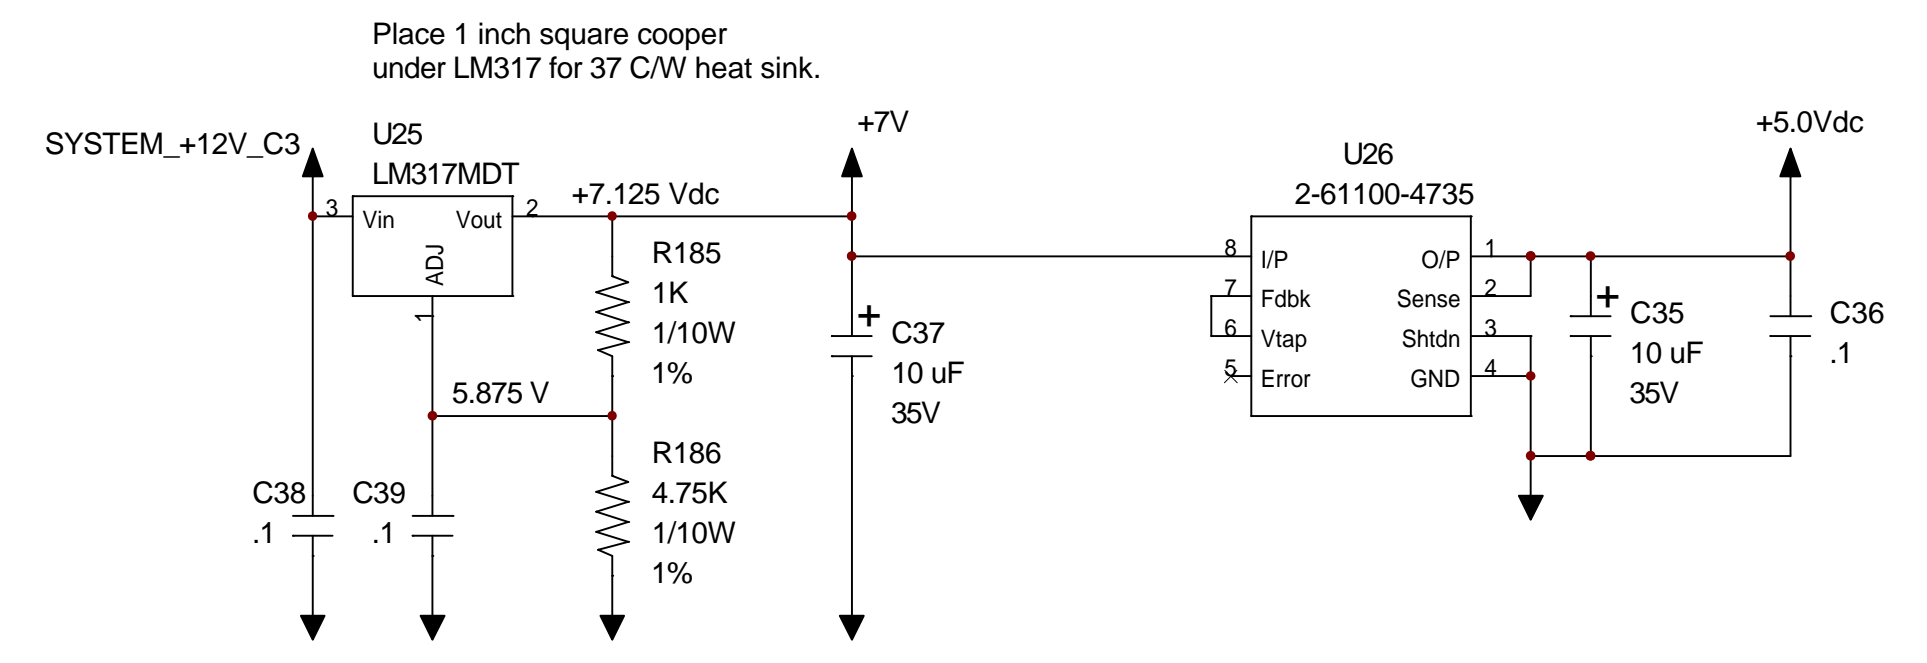 Place 1 inch square cooper
under LM317 for 37 C/W heat sink.
SYSTEM_+12V_C3
U25
LM317MDT
3
Vin
Vout
2
ADJ
1
+7.125 Vdc
+7V
R185
1K
1/10W
1%
5.875 V
R186
4.75K
1/10W
1%
C38
.1
C39
.1
+
C37
10 uF
35V
U26
2-61100-4735
8
I/P
7
Fdbk
6
Vtap
5
Error
O/P
1
Sense
2
Shtdn
3
GND
4
+5.0Vdc
+
C35
10 uF
35V
C36
.1